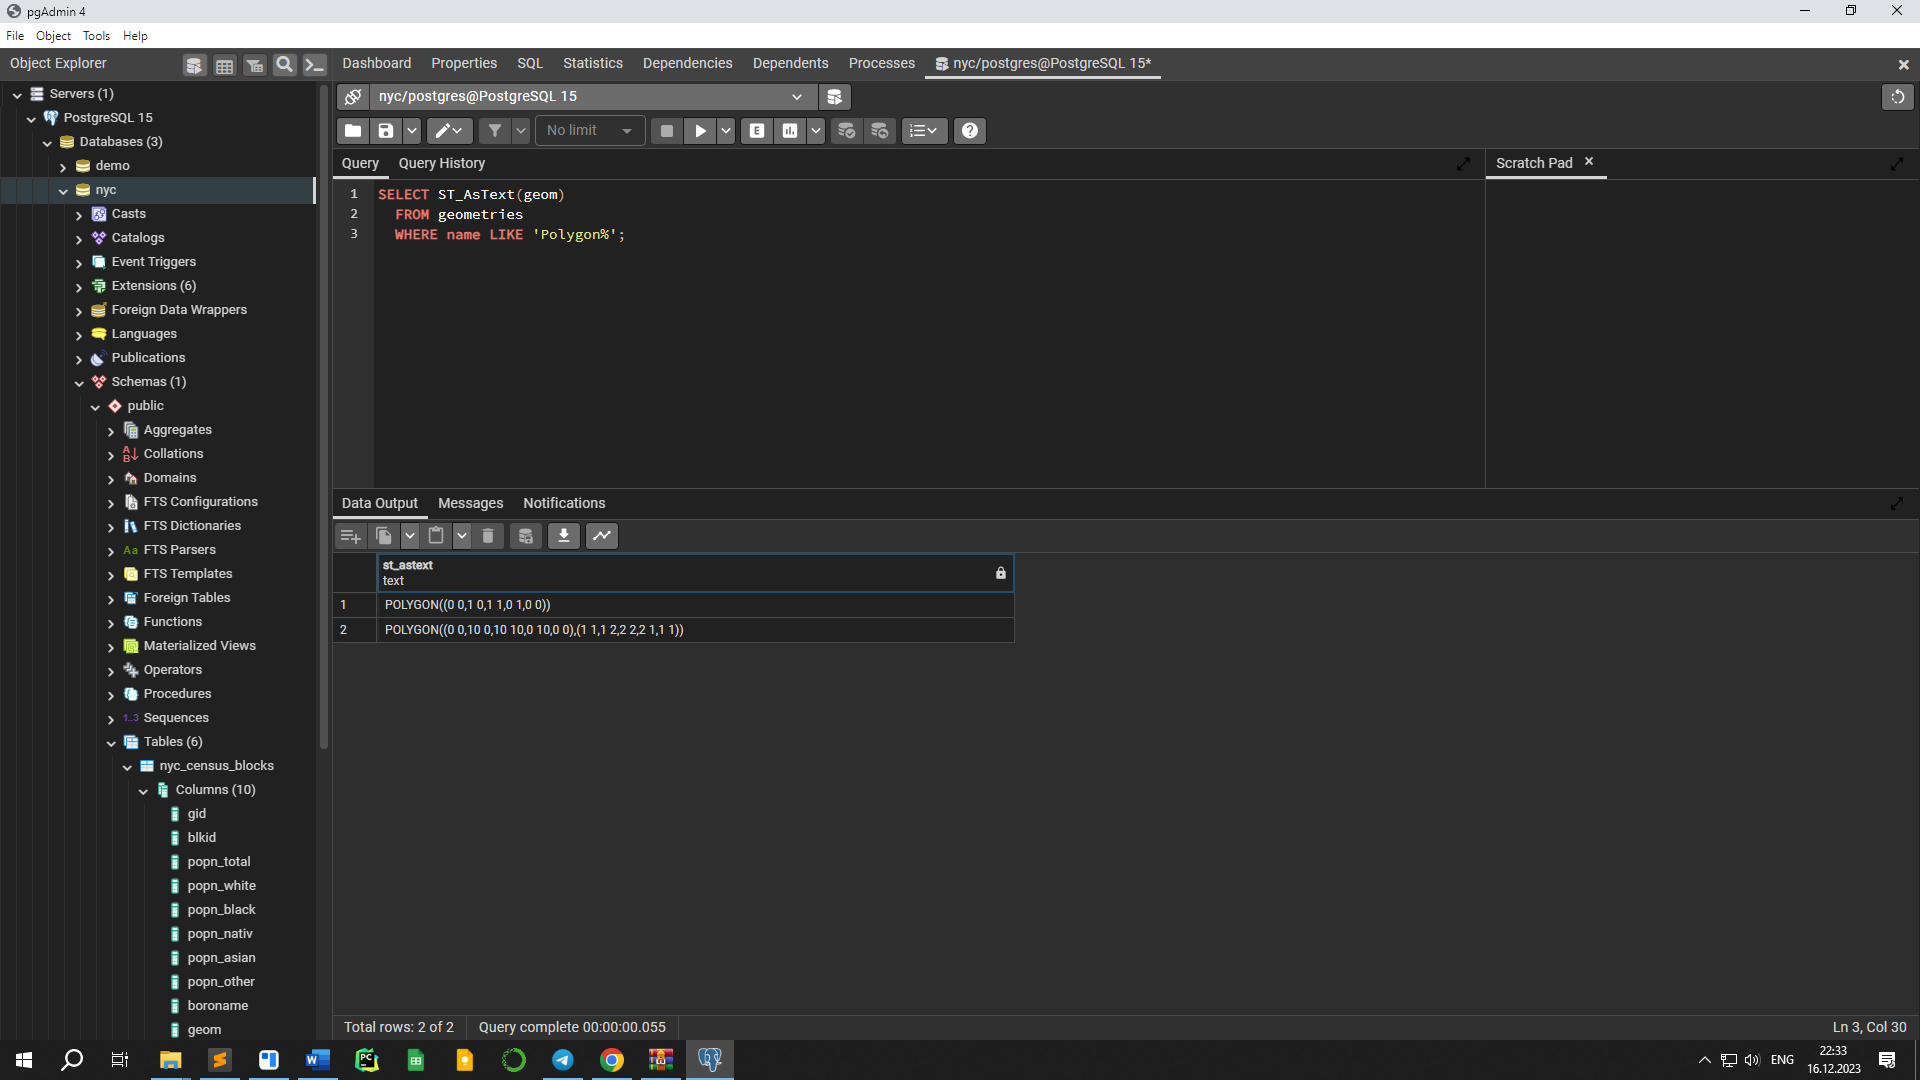 pgAdmin 4
File Object Tools Help
Object Explorer
Dashboard Properties SQL Statistics Dependencies Dependents Processes nyc/postgres@PostgreSQL 15*
Servers (1)
PostgreSQL 15
Databases (3)
demo
nyc
Casts
Catalogs
Event Triggers
Extensions (6)
Foreign Data Wrappers
Languages
Publications
Schemas (1)
public
Aggregates
Collations
Domains
FTS Configurations
FTS Dictionaries
Aa FTS Parsers
FTS Templates
Foreign Tables
Functions
Materialized Views
Operators
Procedures
1..3 Sequences
Tables (6)
nyc_census_blocks
Columns (10)
gid
blkid
popn_total
popn_white
popn_black
popn_nativ
popn_asian
popn_other
boroname
geom
nyc/postgres@PostgreSQL 15
No limit
E
Query Query History
Scratch Pad
1 SELECT ST_AsText(geom)
2 FROM geometries
3 WHERE name LIKE 'Polygon%';
Data Output Messages Notifications
st_astext
text
1 POLYGON((0 0,1 0,1 1,0 1,0 0))
2 POLYGON((0 0,10 0,10 10,0 10,0 0),(1 1,1 2,2 2,2 1,1 1))
Total rows: 2 of 2 Query complete 00:00:00.055
Ln 3, Col 30
W
PC
ENG
22:33
16.12.2023